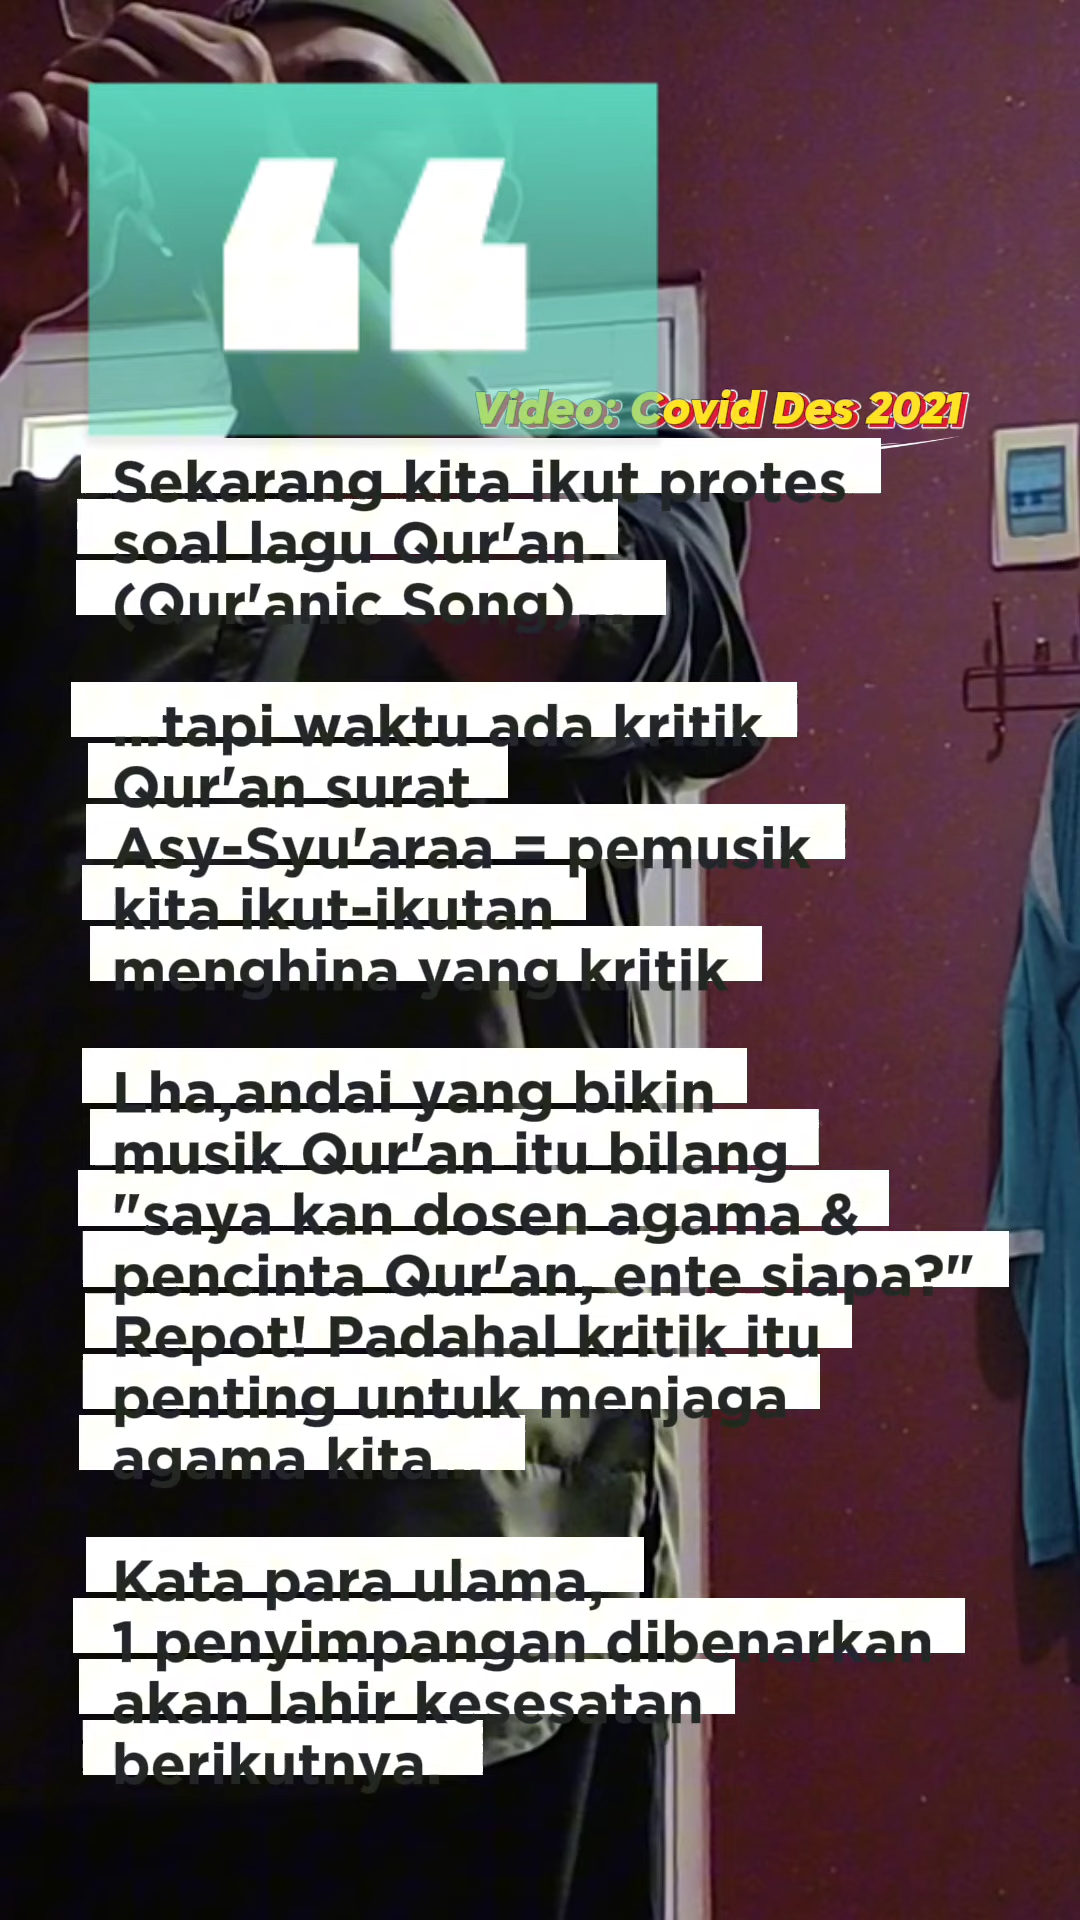 Video: Covid Des 2021
Sekarang kita ikut protes
soal lagu Qur'an
(Qur'anic Song)...
...tapi waktu ada kritik
Qur'an surat
Asy-Syu'araa = pemusik
kita ikut-ikutan
menghina yang kritik
Lha,andai yang bikin
musik Qur'an itu bilang
"saya kan dosen agama &
pencinta Qur'an, ente siapa?"
Repot! Padahal kritik itu
penting untuk menjaga
agama kita...
Kata para ulama,
1 penyimpangan dibenarkan
akan lahir kesesatan
berikutnya.